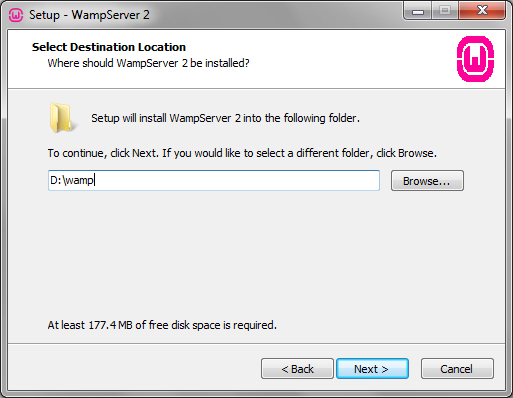 Setup - WampServer 2
Select Destination Location
Where should WampServer 2 be installed?
W
Setup will install WampServer 2 into the following folder.
To continue, click Next. If you would like to select a different folder, click Browse.
D:\wamp
Browse...
At least 177.4 MB of free disk space is required.
< Back
Next >
Cancel